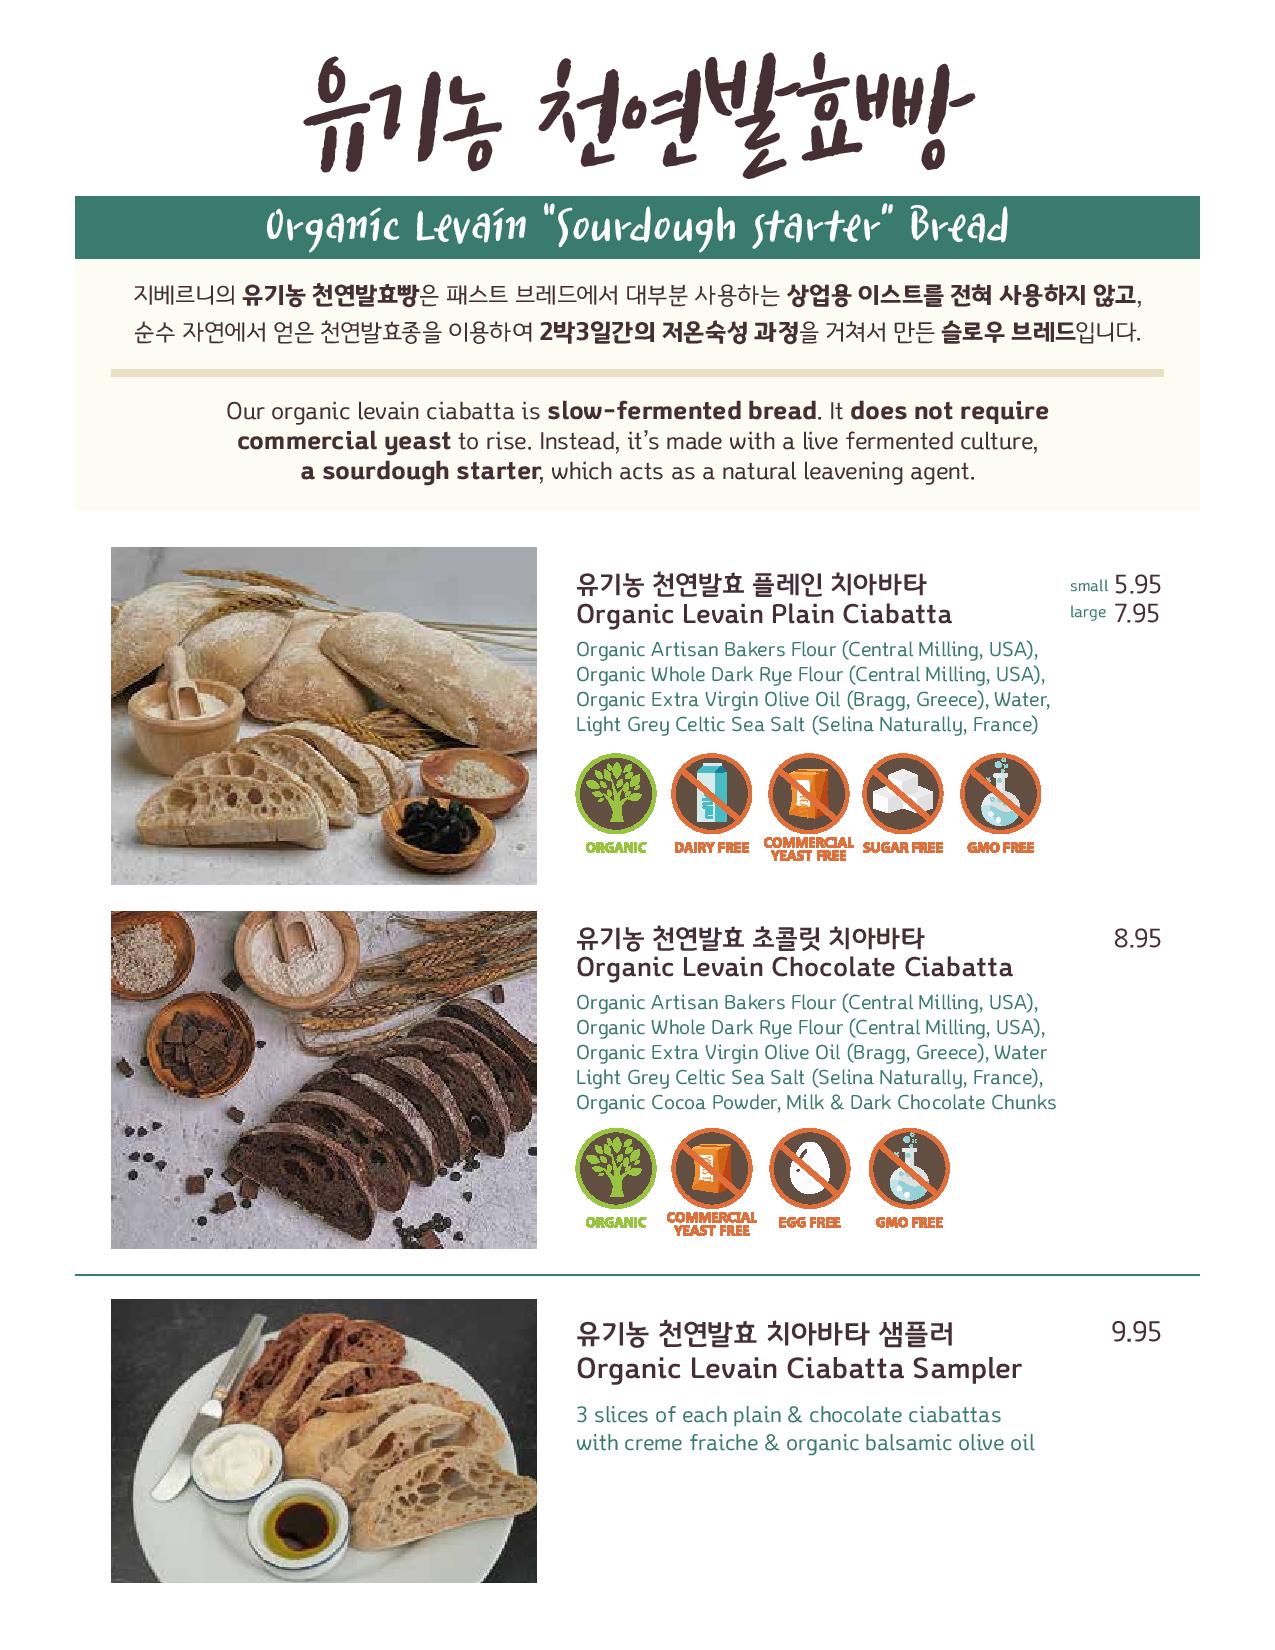 유기농 천연발효빵
Organic Levain "Sourdough starter" Bread
지베르니의 유기농 천연발효빵은 패스트 브레드에서 대부분 사용하는 상업용 이스트를 전혀 사용하지 않고,
순수 자연에서 얻은 천연발효종을 이용하여 2박3일간의 저온숙성 과정을 거쳐서 만든 슬로우 브레드입니다.
Our organic levain ciabatta is slow-fermented bread. It does not require
commercial yeast to rise. Instead, it's made with a live fermented culture,
a sourdough starter, which acts as a natural leavening agent.
유기농 천연발효 플레인 치아바타 small 5.95
Organic Levain Plain Ciabatta large 7.95
Organic Artisan Bakers Flour (Central Milling, USA),
Organic Whole Dark Rye Flour (Central Milling, USA),
Organic Extra Virgin Olive Oil (Bragg, Greece), Water,
Light Grey Celtic Sea Salt (Selina Naturally, France)
ORGANIC DAIRY FREE COMMERCIAL YEAST FREE SUGAR FREE GMO FREE
유기농 천연발효 초콜릿 치아바타 8.95
Organic Levain Chocolate Ciabatta
Organic Artisan Bakers Flour (Central Milling, USA),
Organic Whole Dark Rye Flour (Central Milling, USA),
Organic Extra Virgin Olive Oil (Bragg, Greece), Water
Light Grey Celtic Sea Salt (Selina Naturally, France),
Organic Cocoa Powder, Milk & Dark Chocolate Chunks
ORGANIC COMMERCIAL YEAST FREE EGG FREE GMO FREE
유기농 천연발효 치아바타 샘플러 9.95
Organic Levain Ciabatta Sampler
3 slices of each plain & chocolate ciabattas
with creme fraiche & organic balsamic olive oil